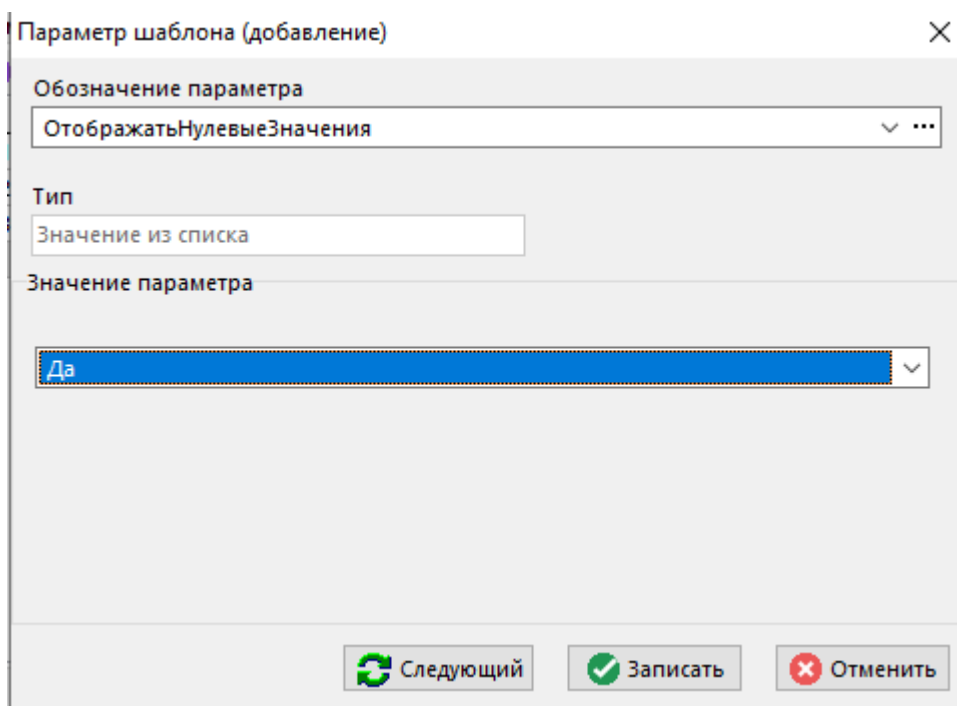 Параметр шаблона (добавление)
Обозначение параметра
ОтображатьНулевыеЗначения
Тип
Значение из списка
Значение параметра
Да
Следующий
Записать
Отменить